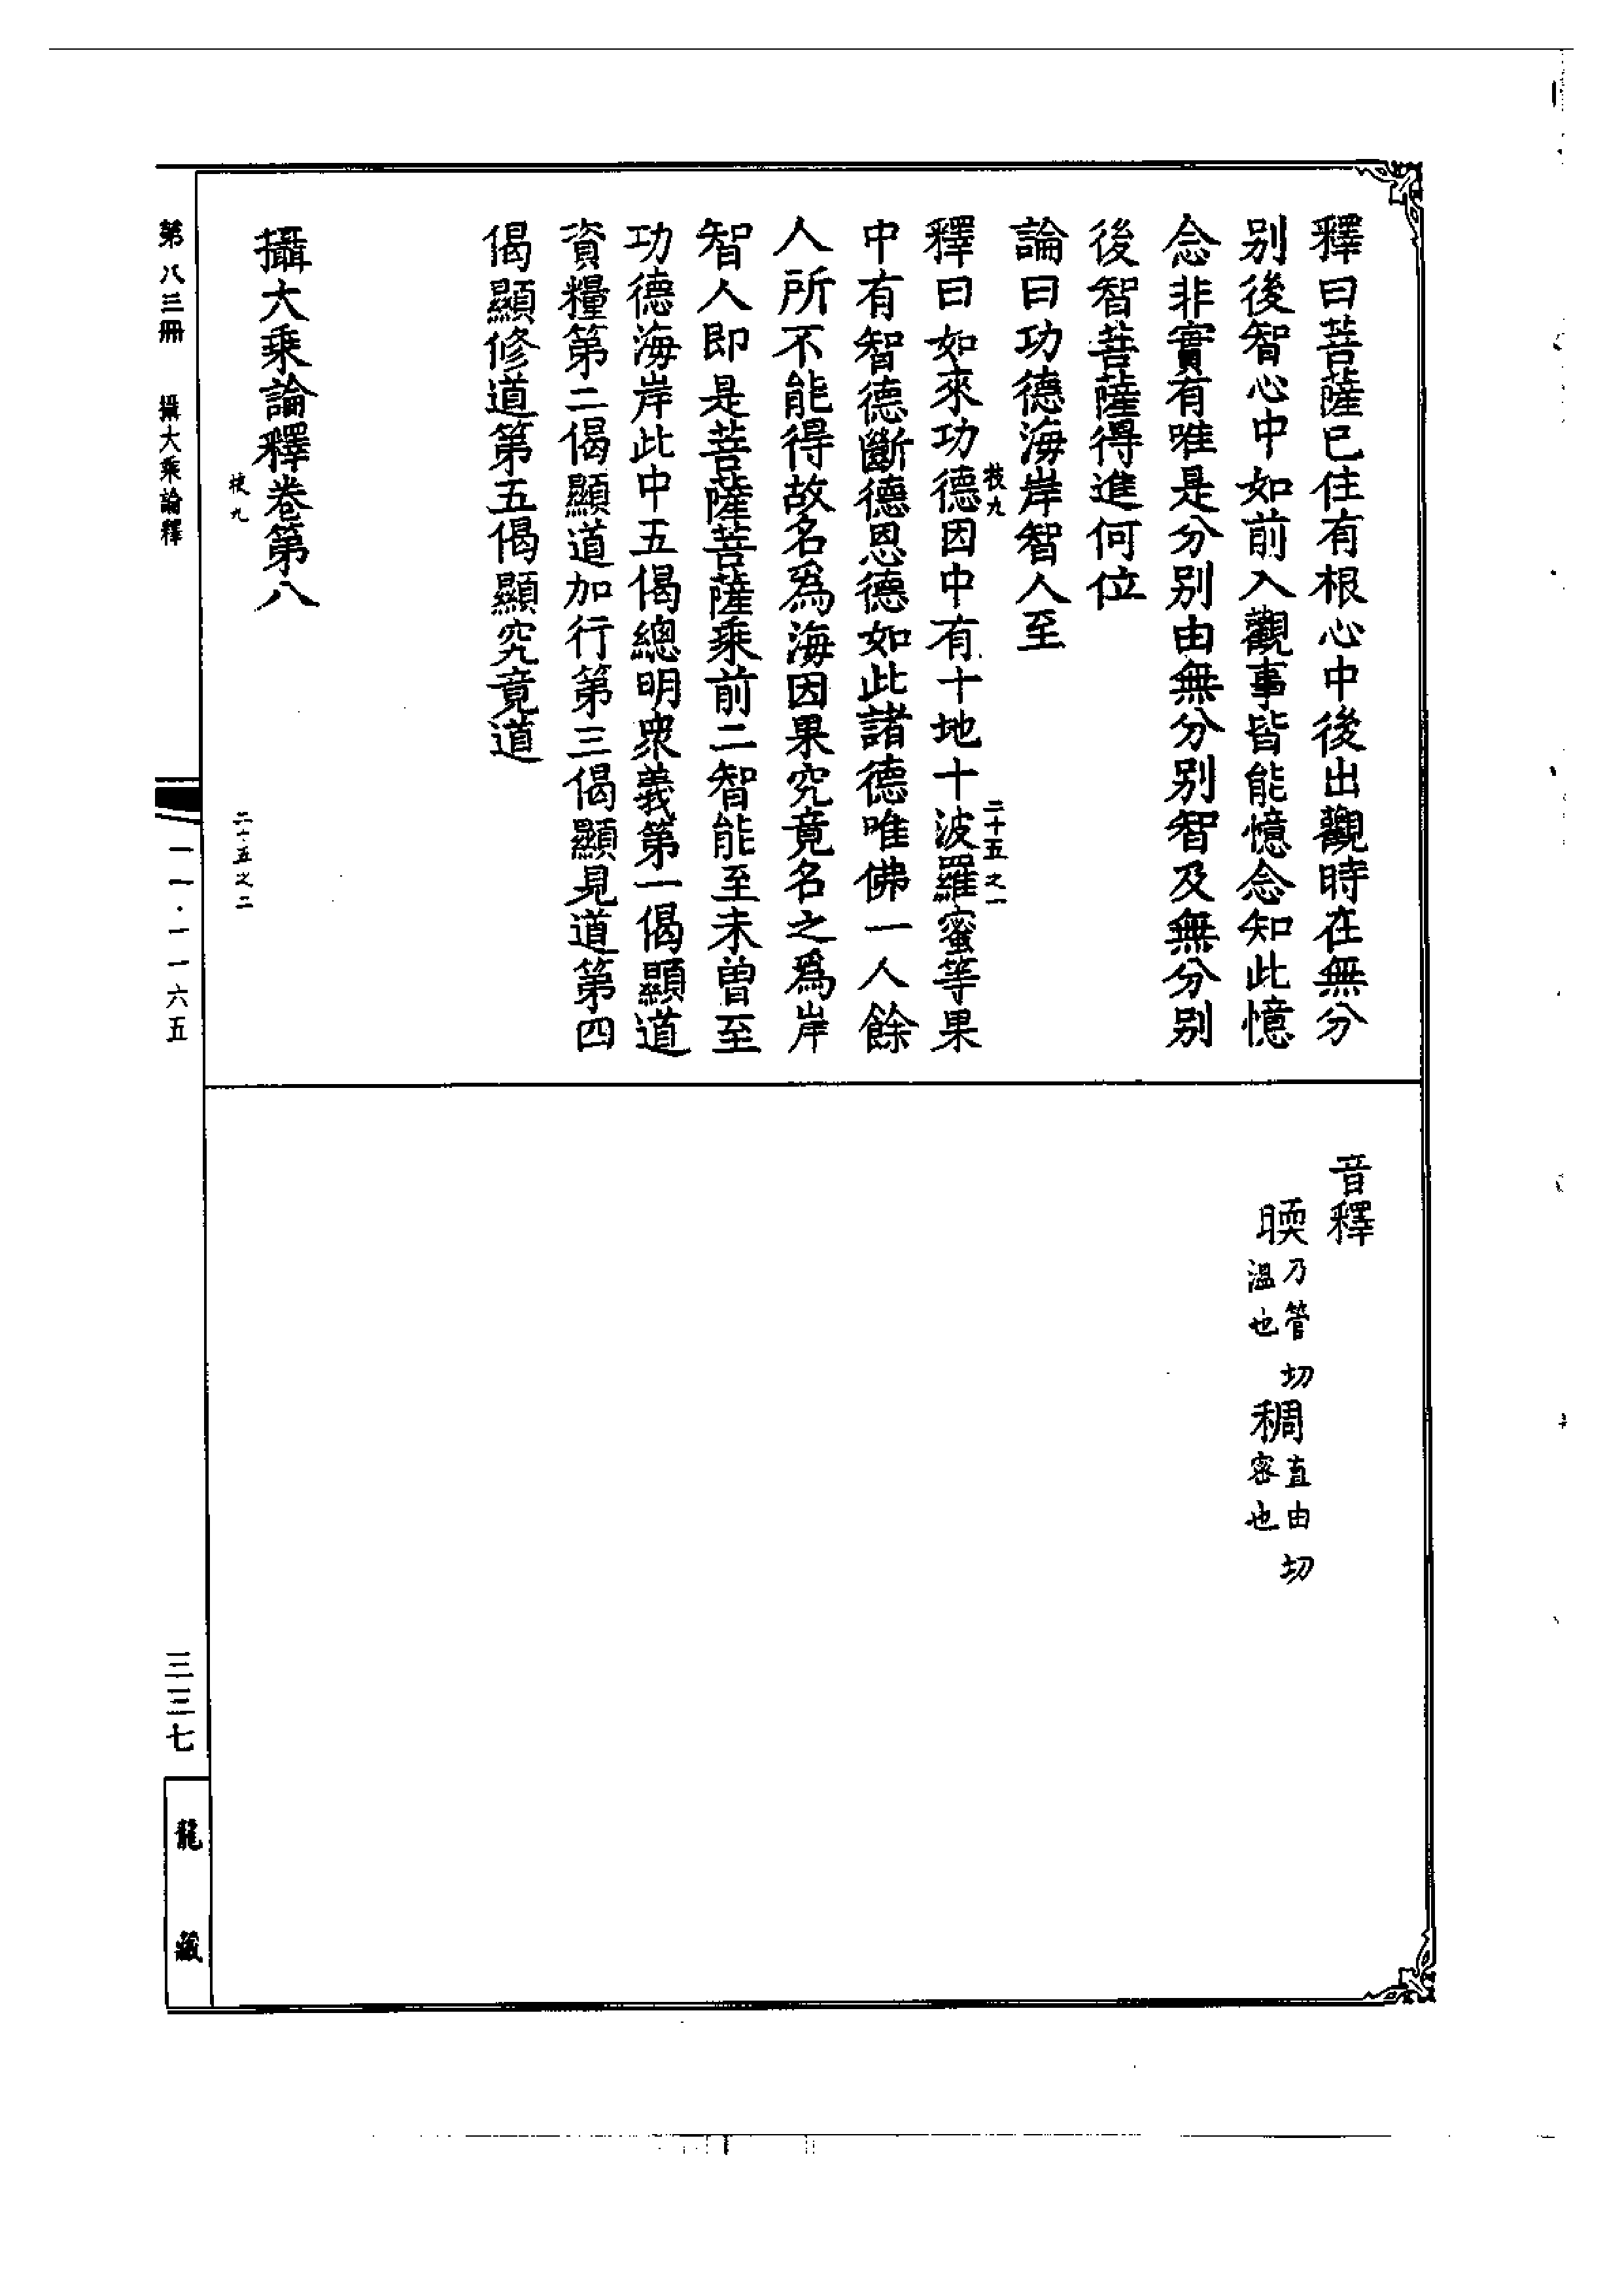 釋曰菩薩已住有根心中後出觀時在無分
别後智心中如前入觀事皆能憶念知此憶
念非實有唯是分别由無分别智及無分别
後智菩薩得進何位
論曰功德海岸智人至
枝九
二十五之一
釋曰如來功德因中有十地十波羅蜜等果
中有智德斷德恩德如此諸德唯佛一人餘
人所不能得故名爲海因果究竟名之爲岸
智人即是菩薩菩薩乘前二智能至未曾至
功德海岸此中五偈總明衆義第一偈顯道
資糧第二偈顯道加行第三偈顯見道第四
偈顯修道第五偈顯究竟道
攝大乘論釋卷第八
枝九
二十五之二
音釋
㬉乃管切溫也 稠直由切密也
第八三冊
攝大乘論釋
一一·一一六五
三三七
龍藏